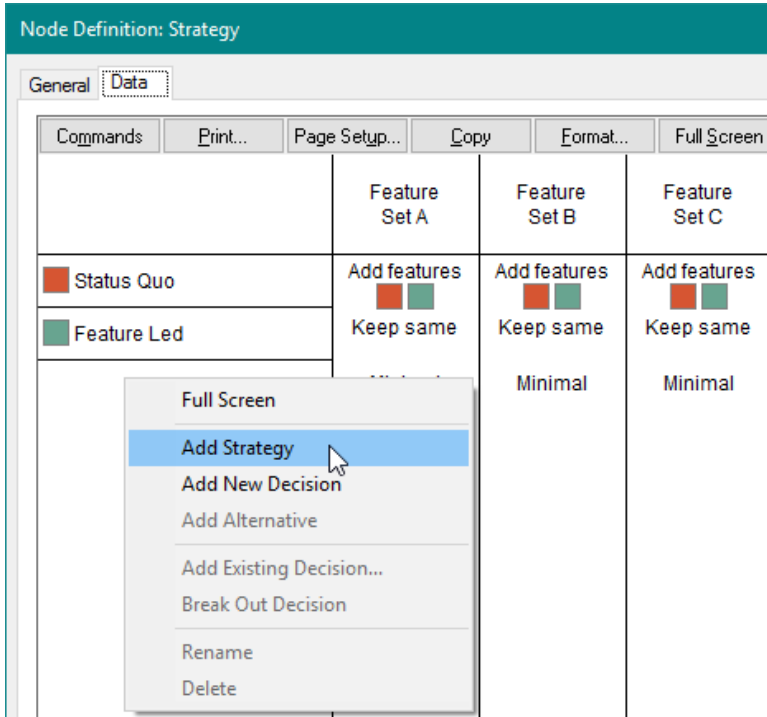 Node Definition: Strategy
General Data
Commands Print... Page Setup... Copy Format... Full Screen
Feature Feature Feature
Set A Set B Set C
Status Quo
Add features Add features Add features
Feature Led
Keep same Keep same Keep same
Minimal Minimal
Full Screen
Add Strategy
Add New Decision
Add Alternative
Add Existing Decision...
Break Out Decision
Rename
Delete